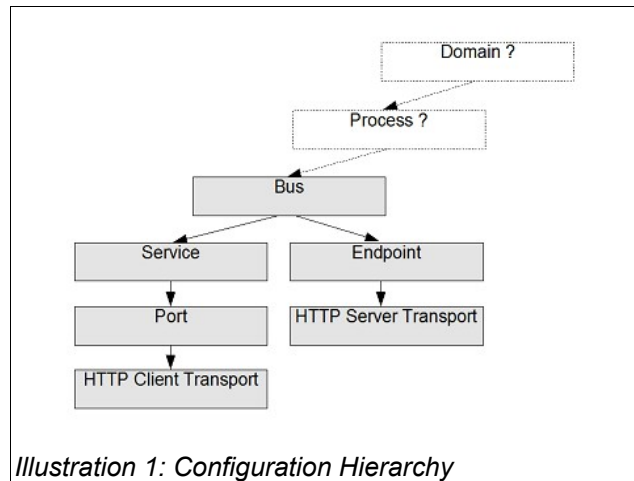 Domain ?
Process ?
Bus
Service
Endpoint
Port
HTTP Server Transport
HTTP Client Transport
Illustration 1: Configuration Hierarchy